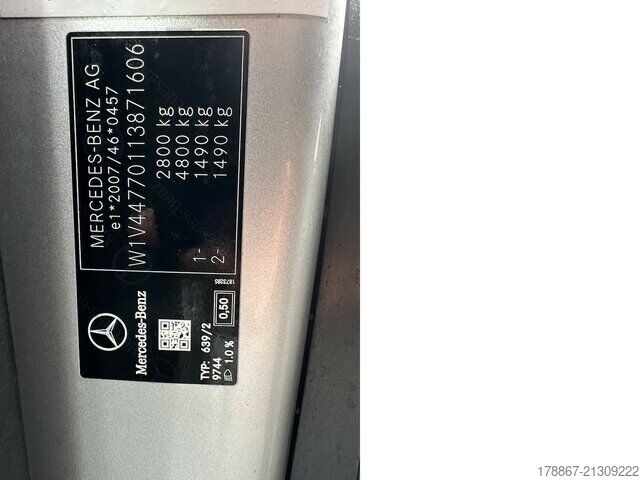 MERCEDES-BENZ AG
e1*2007/46*0457
W1V44770113871606
2800 kg
4800 kg
1- 1490 kg
2- 1490 kg
1873285
Mercedes-Benz
TYP: 639/2
9744
1.0 %
0,50
178867-21309222